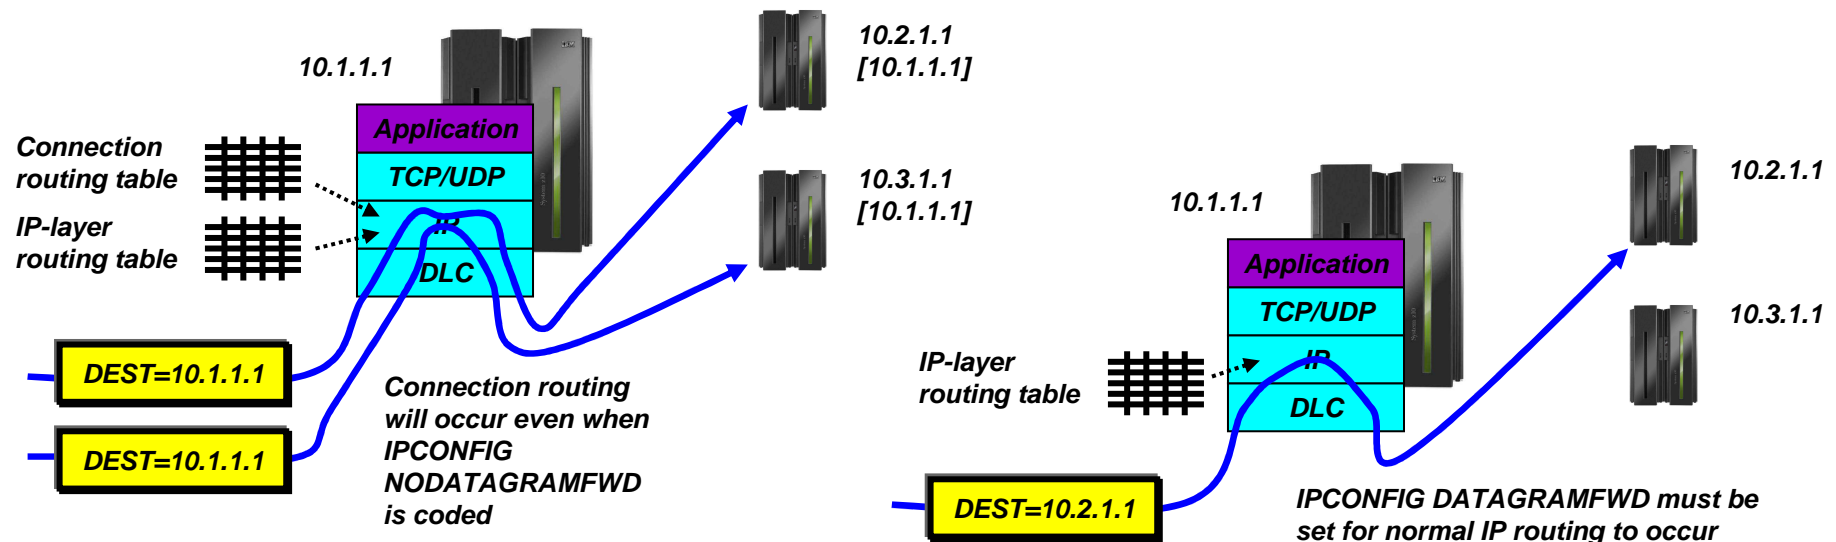 10.1.1.1
10.2.1.1
[10.1.1.1]
10.3.1.1
[10.1.1.1]
Connection
routing table
IP-layer
routing table
Application
TCP/UDP
IP
DLC
DEST=10.1.1.1
DEST=10.1.1.1
Connection routing
will occur even when
IPCONFIG
NODATAGRAMFWD
is coded
10.1.1.1
10.2.1.1
10.3.1.1
Application
TCP/UDP
IP
DLC
IP-layer
routing table
DEST=10.2.1.1
IPCONFIG DATAGRAMFWD must be
set for normal IP routing to occur